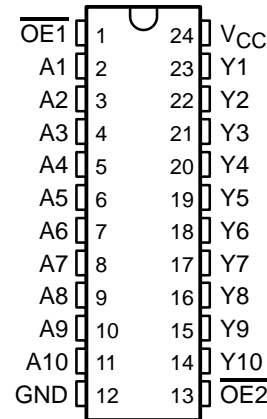 O̅E̅1̅ 1 24 VCC
A1 2 23 Y1
A2 3 22 Y2
A3 4 21 Y3
A4 5 20 Y4
A5 6 19 Y5
A6 7 18 Y6
A7 8 17 Y7
A8 9 16 Y8
A9 10 15 Y9
A10 11 14 Y10
GND 12 13 O̅E̅2̅